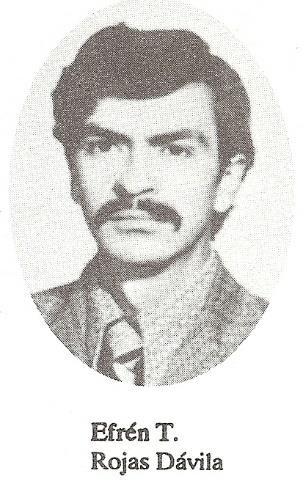 Efrén T.
Rojas Dávila